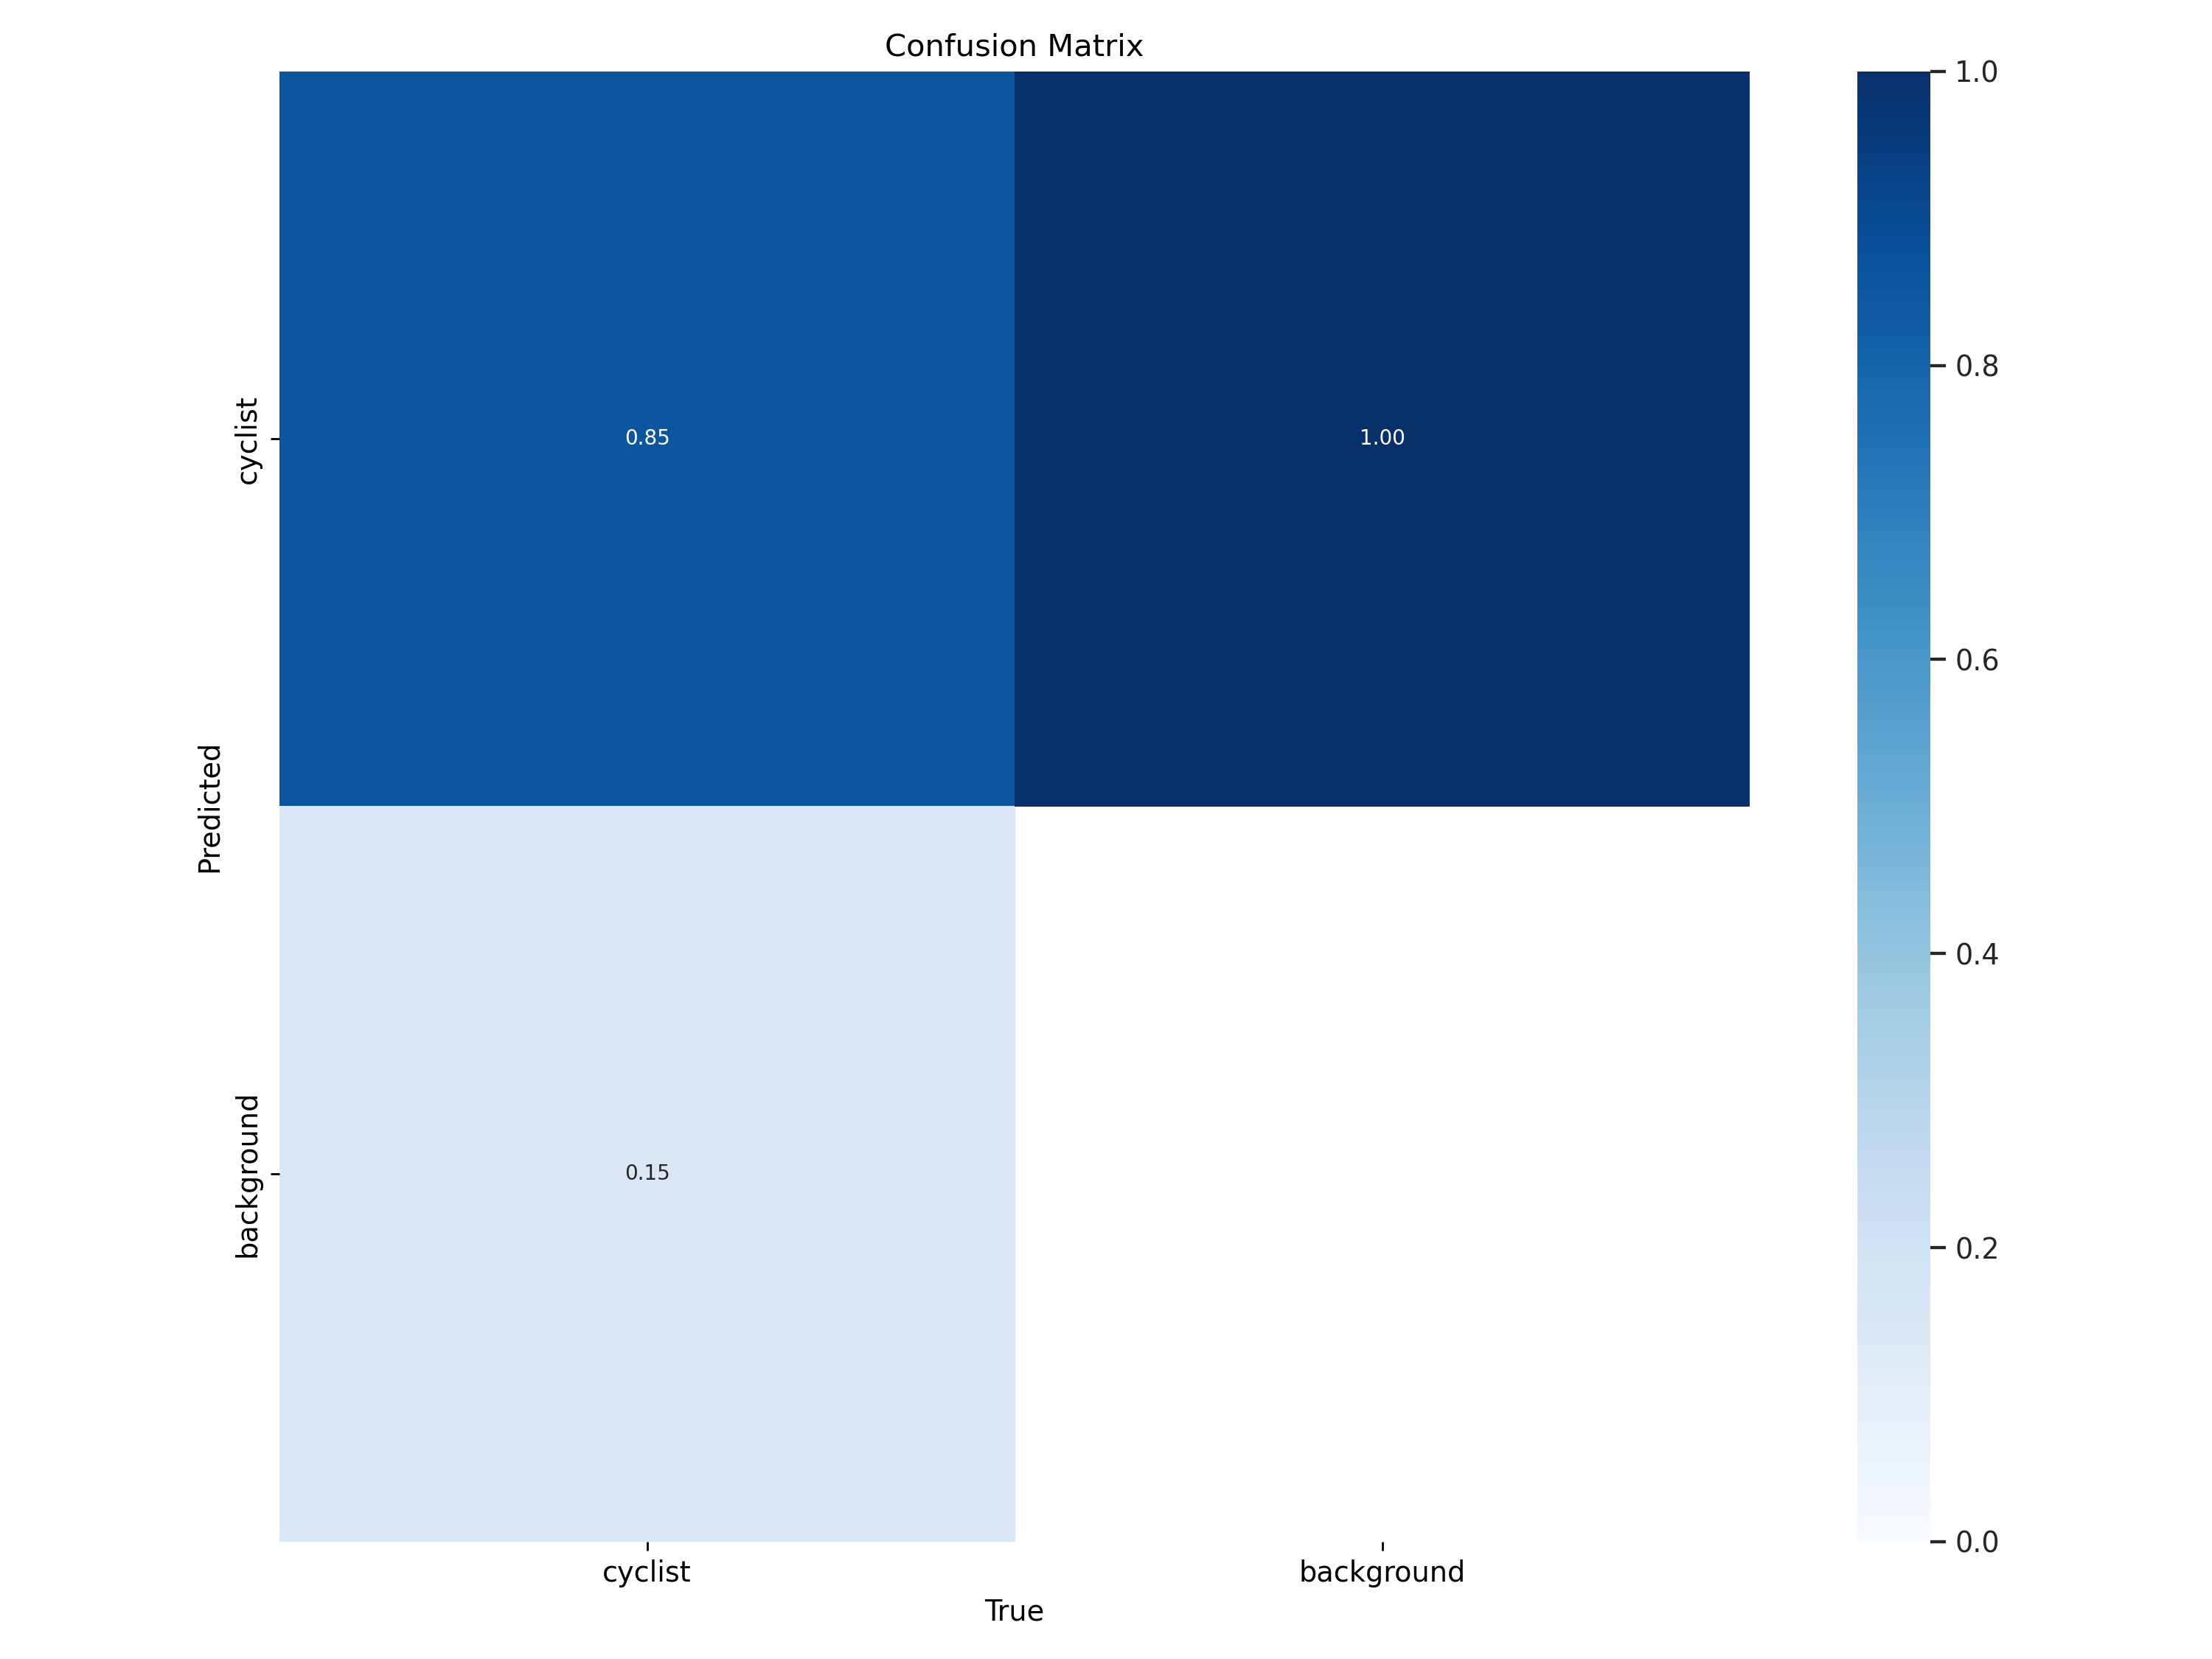 Confusion Matrix
1.0
0.8
0.6
0.4
0.2
0.0
Predicted
cyclist
background
0.85
1.00
0.15
cyclist
background
True